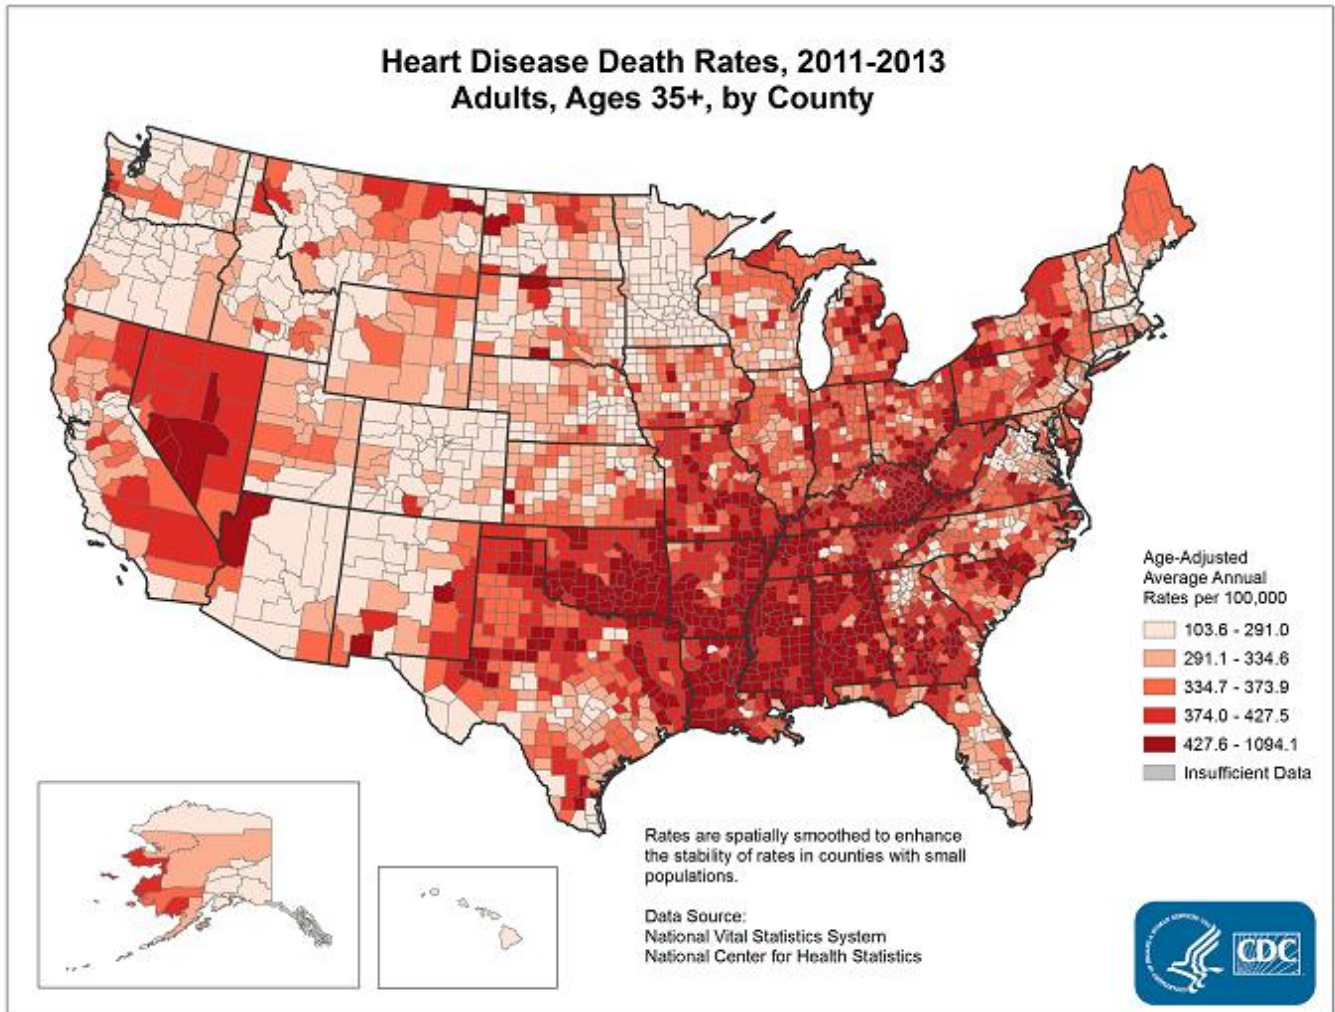 Heart Disease Death Rates, 2011-2013
Adults, Ages 35+, by County
Age-Adjusted
Average Annual
Rates per 100,000
103.6 - 291.0
291.1 - 334.6
334.7 - 373.9
374.0 - 427.5
427.6 - 1094.1
Insufficient Data
Rates are spatially smoothed to enhance
the stability of rates in counties with small
populations.
Data Source:
National Vital Statistics System
National Center for Health Statistics
CDC